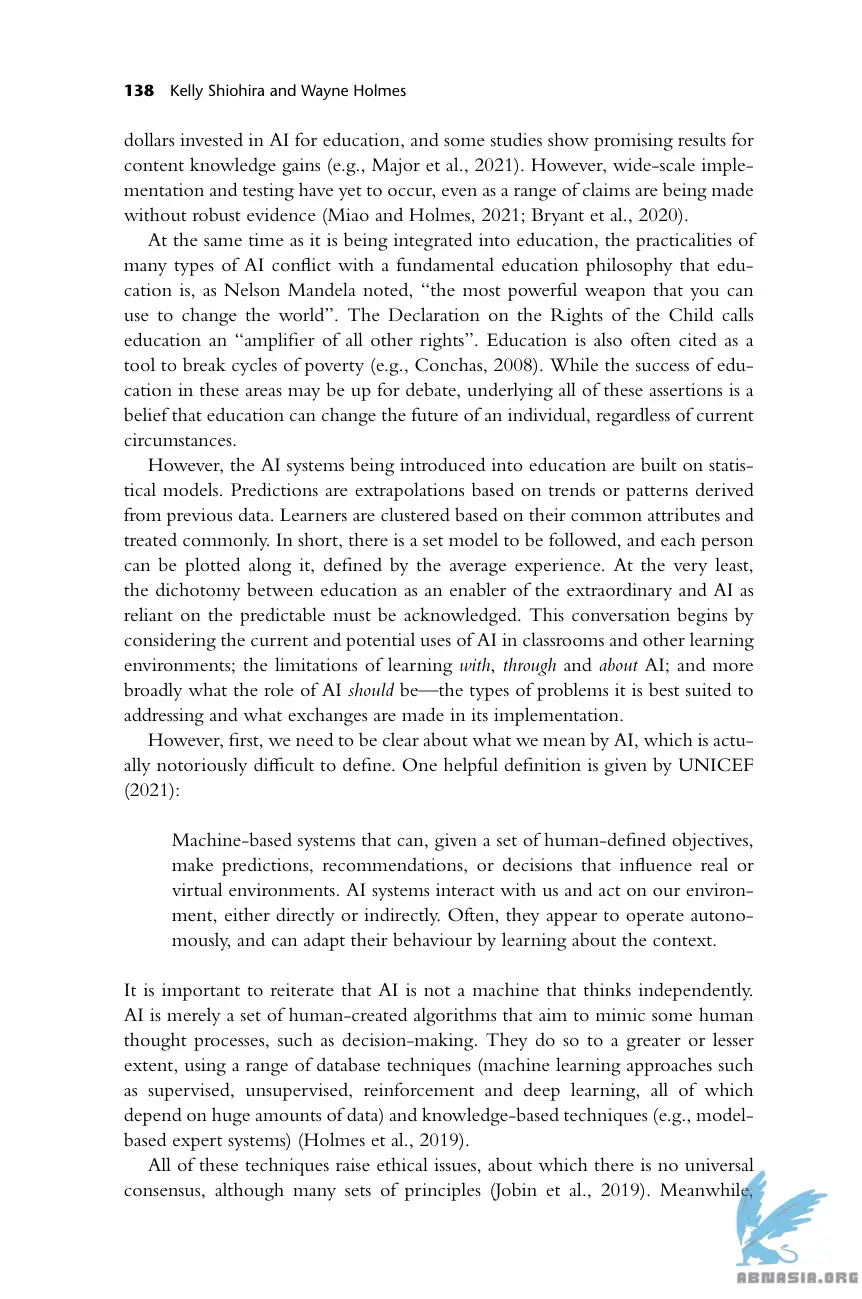 138 Kelly Shiohira and Wayne Holmes
dollars invested in AI for education, and some studies show promising results for
content knowledge gains (e.g., Major et al., 2021). However, wide-scale imple-
mentation and testing have yet to occur, even as a range of claims are being made
without robust evidence (Miao and Holmes, 2021; Bryant et al., 2020).
At the same time as it is being integrated into education, the practicalities of
many types of AI conflict with a fundamental education philosophy that edu-
cation is, as Nelson Mandela noted, “the most powerful weapon that you can
use to change the world”. The Declaration on the Rights of the Child calls
education an “amplifier of all other rights”. Education is also often cited as a
tool to break cycles of poverty (e.g., Conchas, 2008). While the success of edu-
cation in these areas may be up for debate, underlying all of these assertions is a
belief that education can change the future of an individual, regardless of current
circumstances.
However, the AI systems being introduced into education are built on statis-
tical models. Predictions are extrapolations based on trends or patterns derived
from previous data. Learners are clustered based on their common attributes and
treated commonly. In short, there is a set model to be followed, and each person
can be plotted along it, defined by the average experience. At the very least,
the dichotomy between education as an enabler of the extraordinary and AI as
reliant on the predictable must be acknowledged. This conversation begins by
considering the current and potential uses of AI in classrooms and other learning
environments; the limitations of learning with, through and about AI; and more
broadly what the role of AI should be—the types of problems it is best suited to
addressing and what exchanges are made in its implementation.
However, first, we need to be clear about what we mean by AI, which is actu-
ally notoriously difficult to define. One helpful definition is given by UNICEF
(2021):
Machine-based systems that can, given a set of human-defined objectives,
make predictions, recommendations, or decisions that influence real or
virtual environments. AI systems interact with us and act on our environ-
ment, either directly or indirectly. Often, they appear to operate autono-
mously, and can adapt their behaviour by learning about the context.
It is important to reiterate that AI is not a machine that thinks independently.
AI is merely a set of human-created algorithms that aim to mimic some human
thought processes, such as decision-making. They do so to a greater or lesser
extent, using a range of database techniques (machine learning approaches such
as supervised, unsupervised, reinforcement and deep learning, all of which
depend on huge amounts of data) and knowledge-based techniques (e.g., model-
based expert systems) (Holmes et al., 2019).
All of these techniques raise ethical issues, about which there is no universal
consensus, although many sets of principles (Jobin et al., 2019). Meanwhile,
ABNASIA.ORG